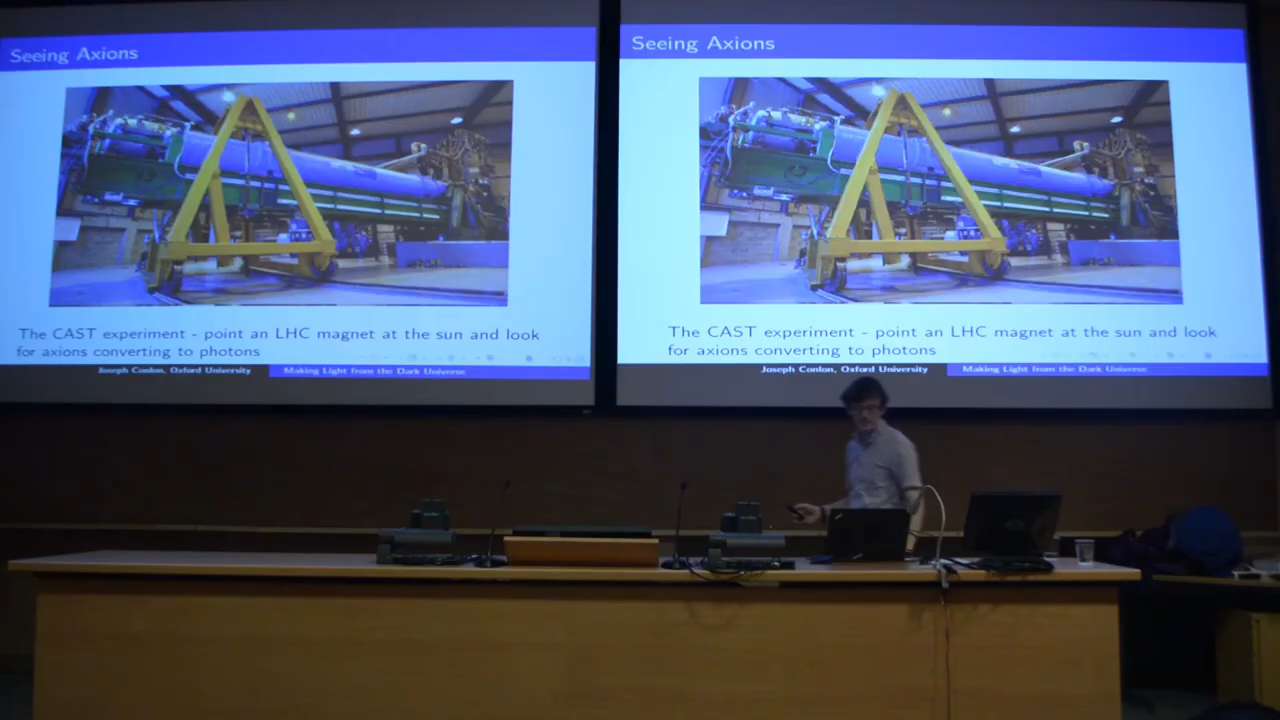 Seeing Axions
The CAST experiment - point an LHC magnet at the sun and look
for axions converting to photons
Joseph Conlon, Oxford University
Making Light from the Dark Universe
Seeing Axions
The CAST experiment - point an LHC magnet at the sun and look
for axions converting to photons
Joseph Conlon, Oxford University
Making Light from the Dark Universe